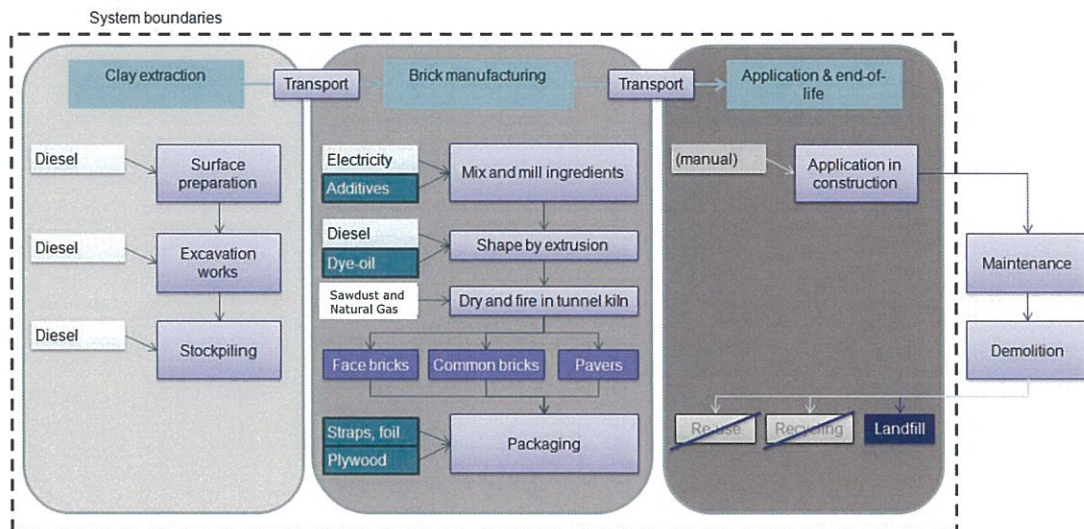 System boundaries
Clay extraction
Transport
Brick manufacturing
Transport
Application & end-of-
life
Diesel
Surface
preparation
Diesel
Excavation
works
Diesel
Stockpiling
Electricity
Additives
Mix and mill ingredients
Diesel
Dye-oil
Shape by extrusion
Sawdust and
Natural Gas
Dry and fire in tunnel kiln
Face bricks
Common bricks
Pavers
Straps, foil
Plywood
Packaging
(manual)
Application in
construction
Maintenance
Demolition
Re-use
Recycling
Landfill